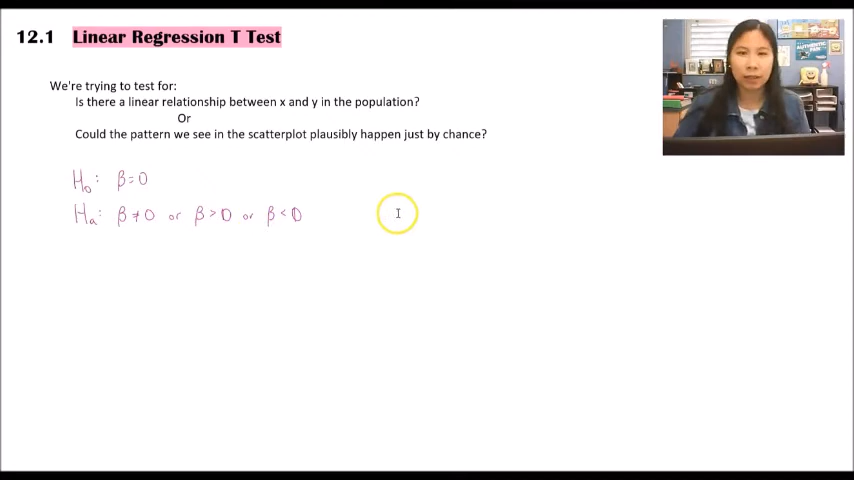 12.1 Linear Regression T Test
We're trying to test for:
Is there a linear relationship between x and y in the population?
Or
Could the pattern we see in the scatterplot plausibly happen just by chance?
H₀: β=0
Hₐ: β≠0 or β>0 or β<0